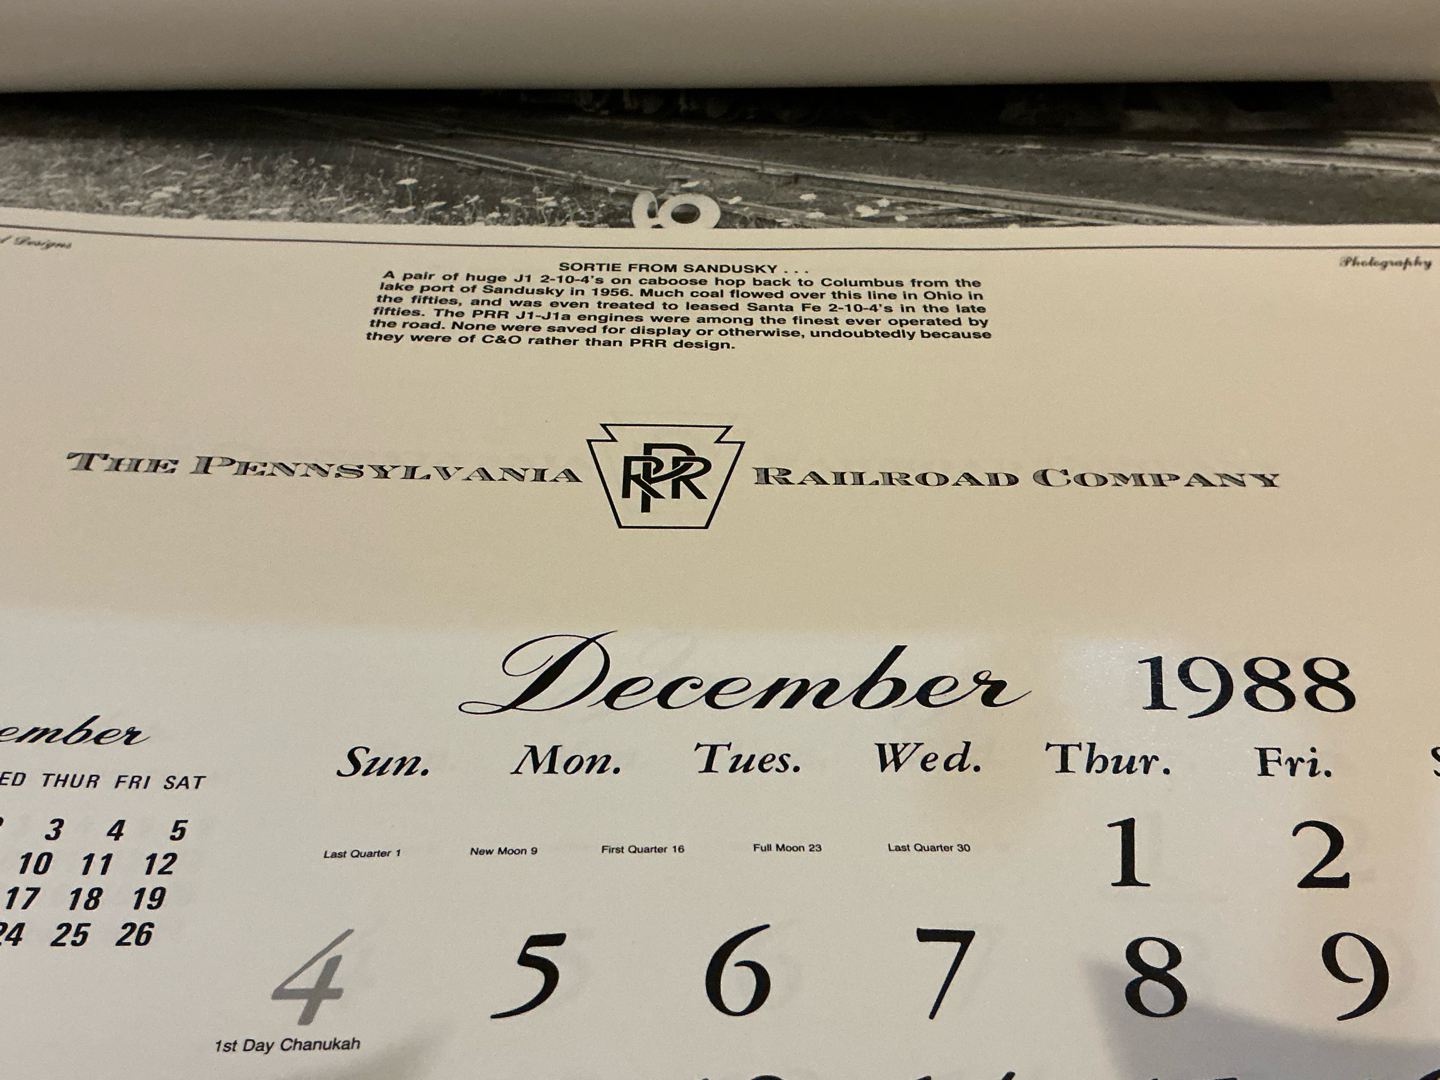 Designs
Photography
SORTIE FROM SANDUSKY . . .
A pair of huge J1 2-10-4's on caboose hop back to Columbus from the
lake port of Sandusky in 1956. Much coal flowed over this line in Ohio in
the fifties, and was even treated to leased Santa Fe 2-10-4's in the late
fifties. The PRR J1-J1a engines were among the finest ever operated by
the road. None were saved for display or otherwise, undoubtedly because
they were of C&O rather than PRR design.
THE PENNSYLVANIA PRR RAILROAD COMPANY
December 1988
Sun. Mon. Tues. Wed. Thur. Fri.
Last Quarter 1 New Moon 9 First Quarter 16 Full Moon 23 Last Quarter 30 1 2
4 5 6 7 8 9
1st Day Chanukah
ember
ED THUR FRI SAT
3 4 5
10 11 12
17 18 19
24 25 26